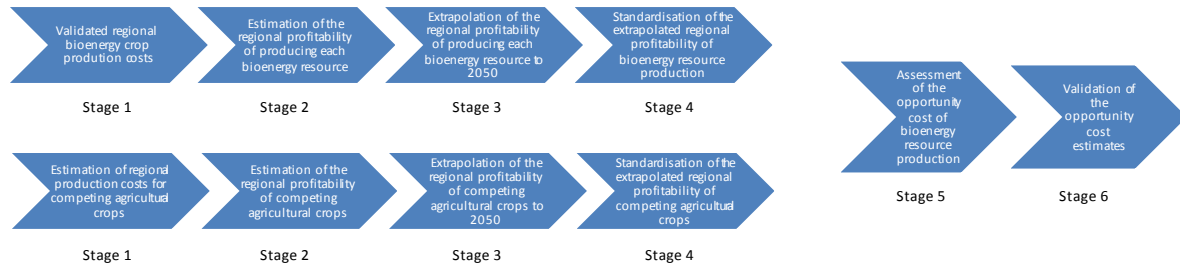 Validated regional
bioenergy crop
prodution costs
Estimation of the
regional profitability
of producing each
bioenergy resource
Extrapolation of the
regional profitability
of producing each
bioenergy resource to
2050
Standardisation of the
extrapolated regional
profitability of
bioenergy resource
production
Stage 1
Stage 2
Stage 3
Stage 4
Estimation of regional
production costs for
competing agricultural
crops
Estimation of the
regional profitability
of competing
agricultural crops
Extrapolation of the
regional profitability
of competing
agricultural crops to
2050
Standardisation of the
extrapolated regional
profitability of
competing agricultural
crops
Stage 1
Stage 2
Stage 3
Stage 4
Assessment
of the
opportunity
cost of
bioenergy
resource
production
Validation of
the
opportunity
cost
estimates
Stage 5
Stage 6